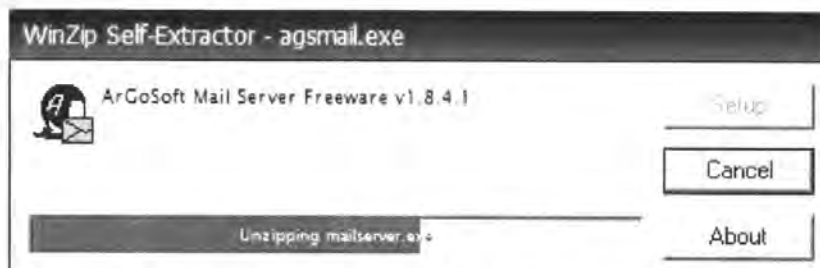 WinZip Self-Extractor - agsmail.exe
ArGoSoft Mail Server Freeware v1.8.4.1
Setup
Cancel
Unzipping mailserver.exe
About